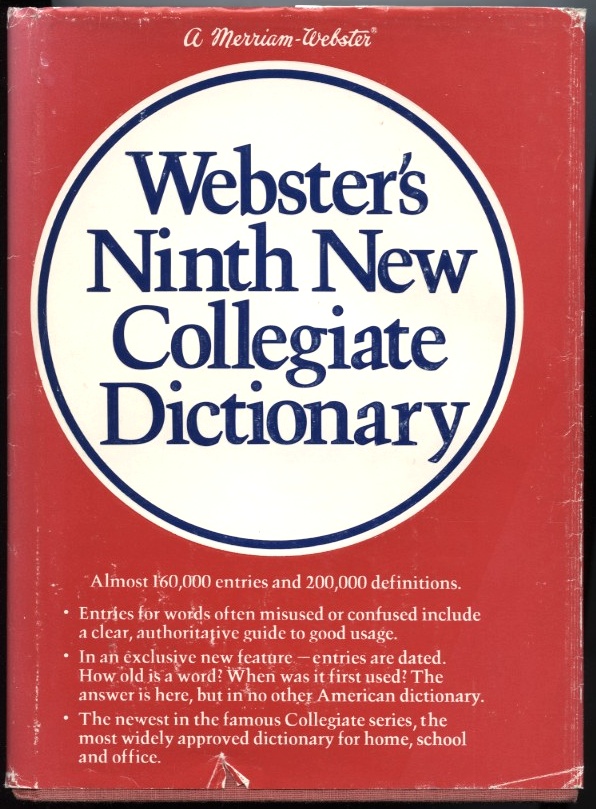 A Merriam-Webster®
Webster's
Ninth New
Collegiate
Dictionary
Almost 160,000 entries and 200,000 definitions.
• Entries for words often misused or confused include
a clear, authoritative guide to good usage.
• In an exclusive new feature—entries are dated.
How old is a word? When was it first used? The
answer is here, but in no other American dictionary.
• The newest in the famous Collegiate series, the
most widely approved dictionary for home, school
and office.